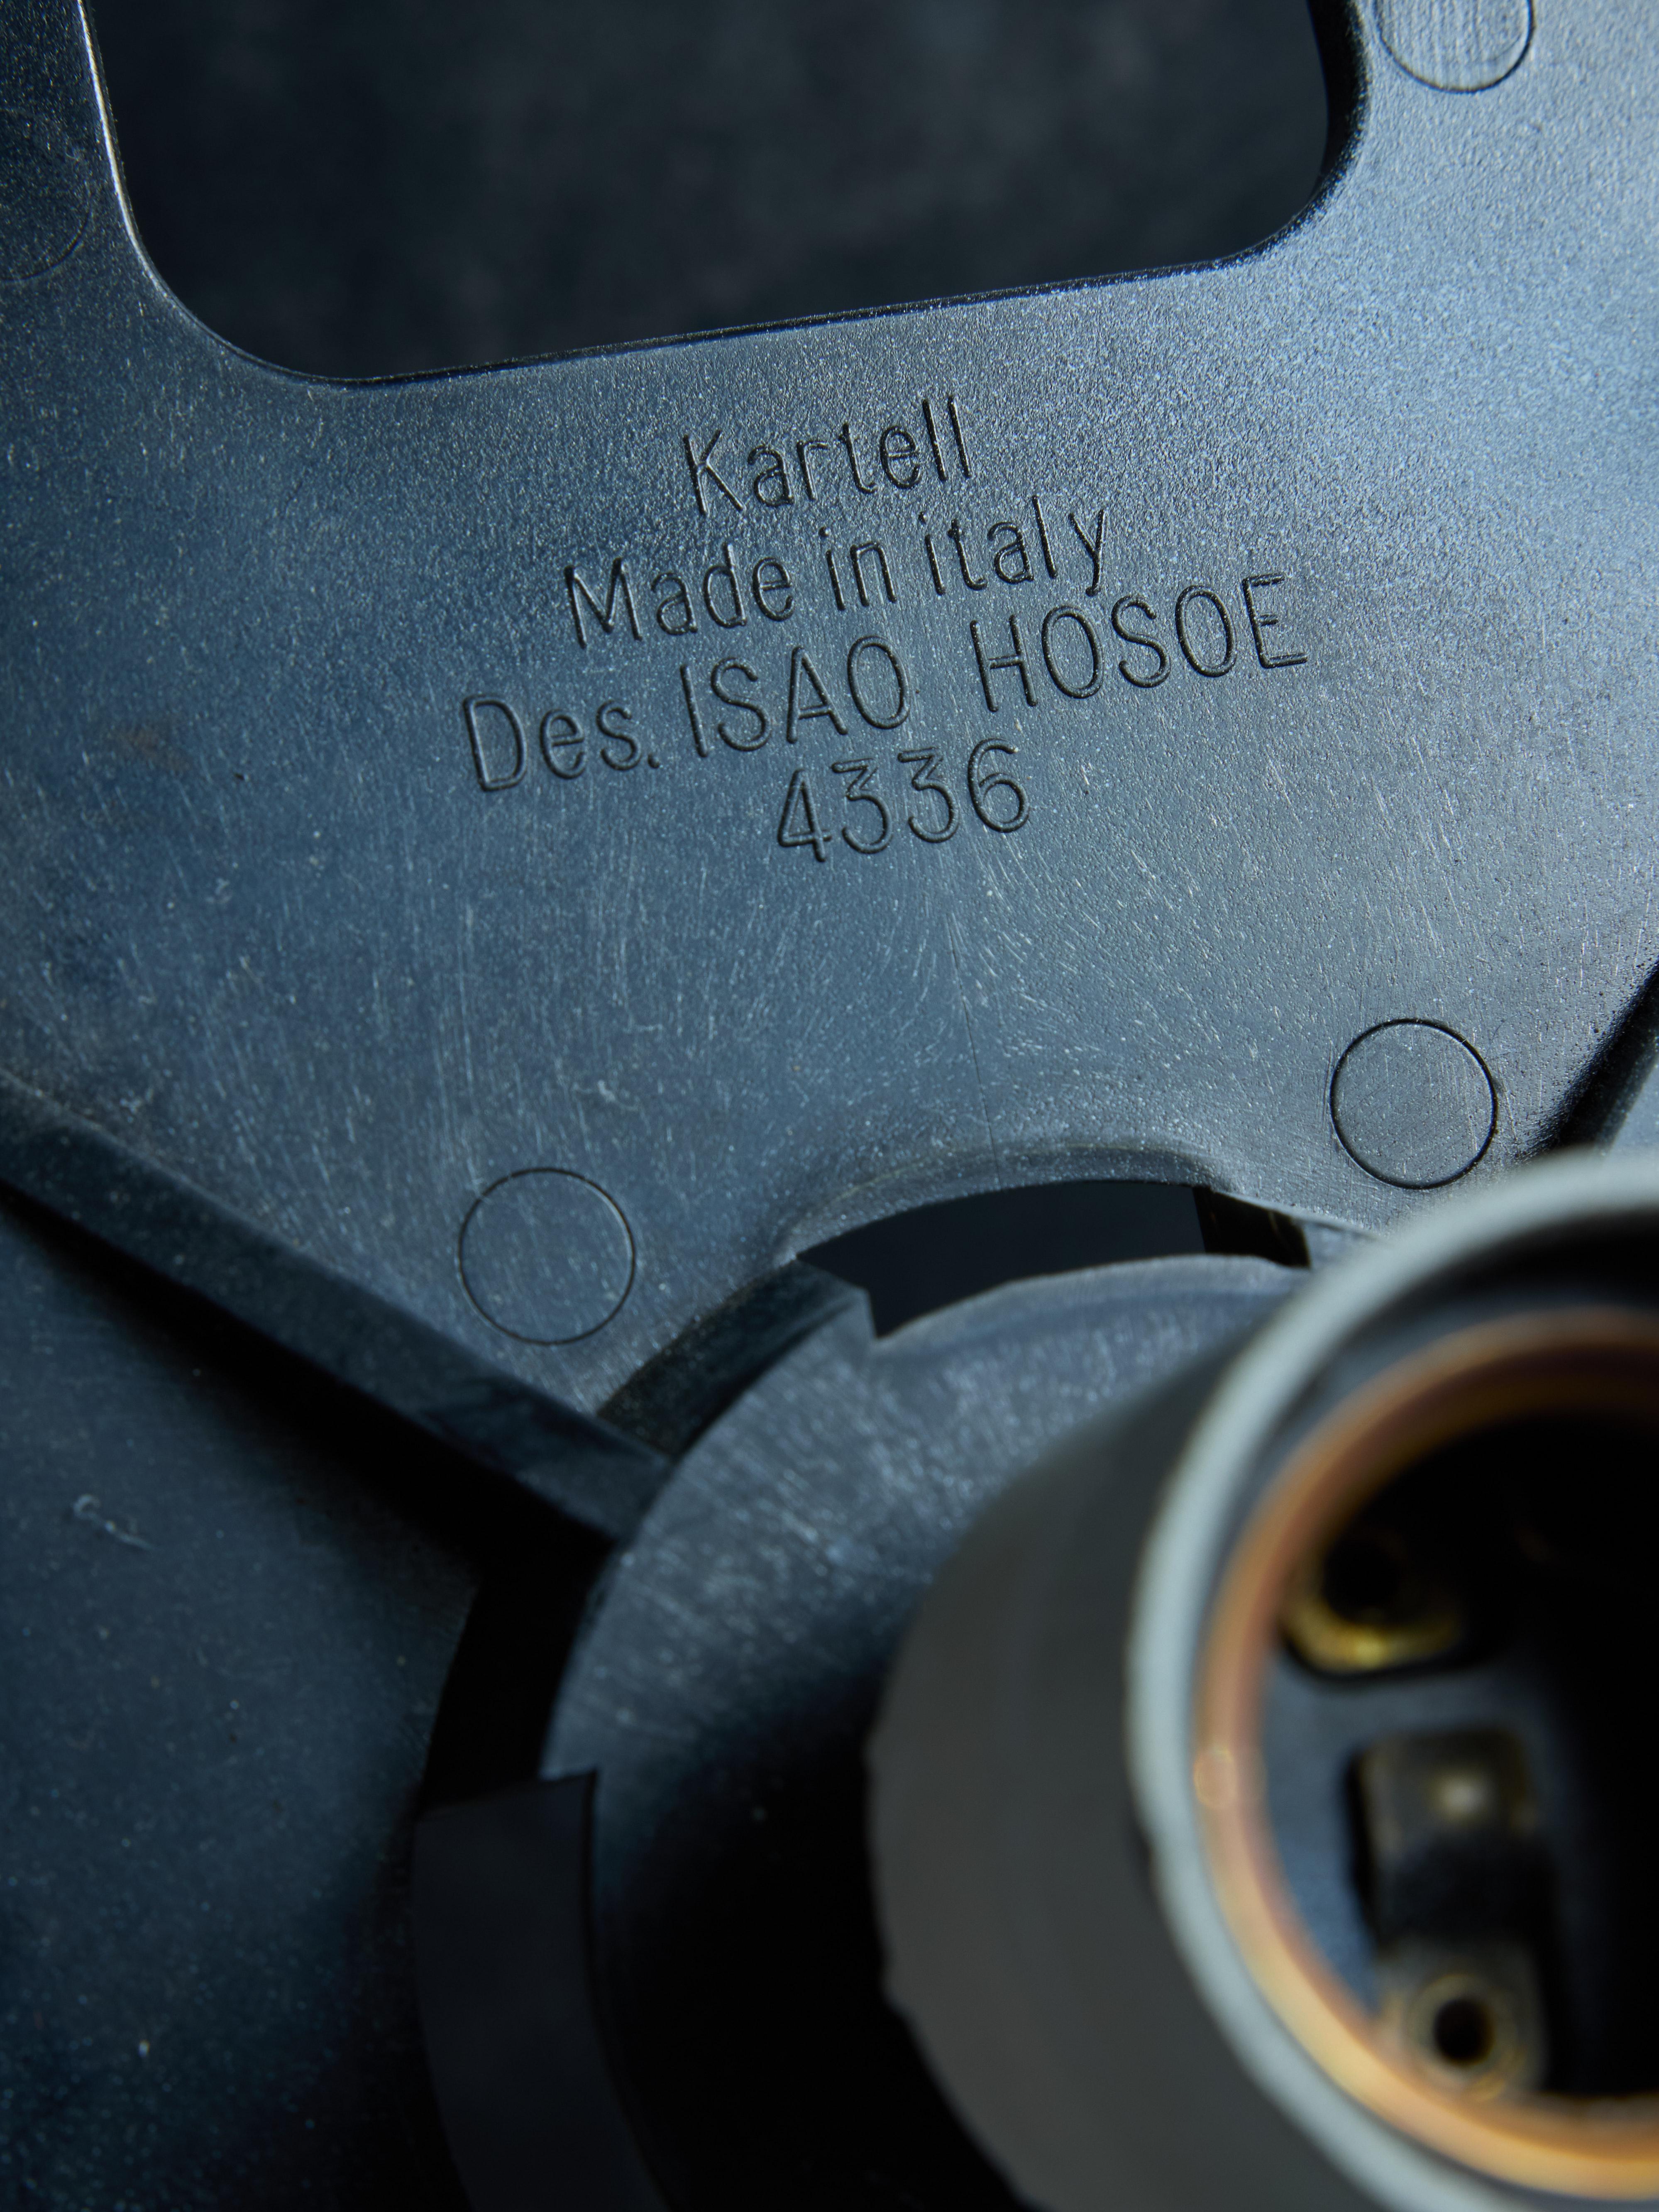 Kartell
Made in italy
Des. ISAO HOSOE
4336